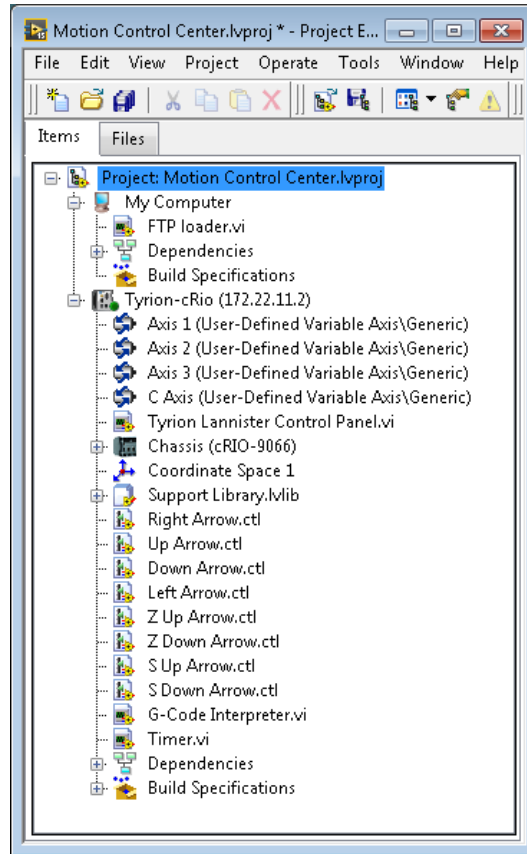 Motion Control Center.lvproj * - Project E...
File Edit View Project Operate Tools Window Help
Items Files
Project: Motion Control Center.lvproj
My Computer
FTP loader.vi
Dependencies
Build Specifications
Tyrion-cRio (172.22.11.2)
Axis 1 (User-Defined Variable Axis\Generic)
Axis 2 (User-Defined Variable Axis\Generic)
Axis 3 (User-Defined Variable Axis\Generic)
C Axis (User-Defined Variable Axis\Generic)
Tyrion Lannister Control Panel.vi
Chassis (cRIO-9066)
Coordinate Space 1
Support Library.lvlib
Right Arrow.ctl
Up Arrow.ctl
Down Arrow.ctl
Left Arrow.ctl
Z Up Arrow.ctl
Z Down Arrow.ctl
S Up Arrow.ctl
S Down Arrow.ctl
G-Code Interpreter.vi
Timer.vi
Dependencies
Build Specifications